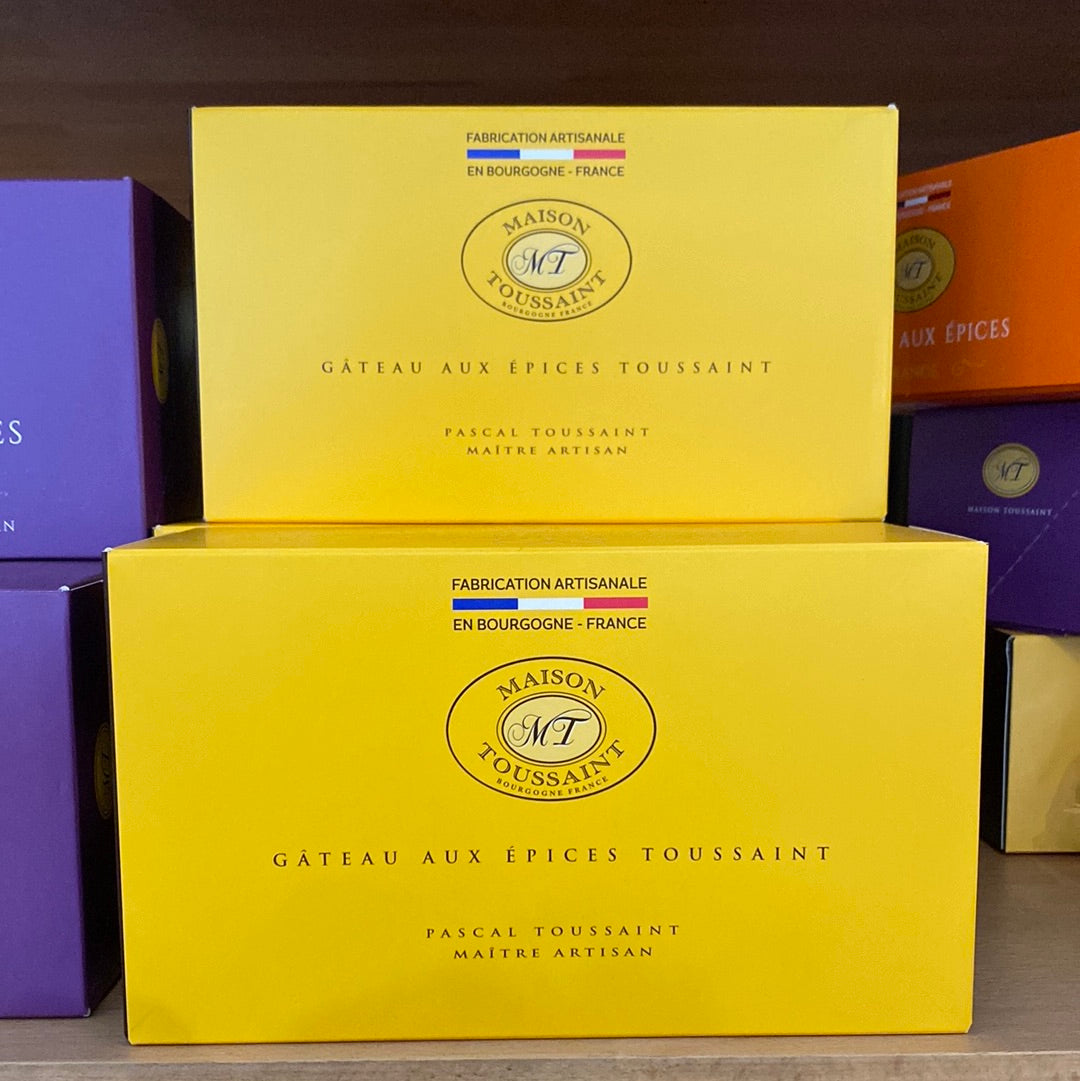 FABRICATION ARTISANALE
EN BOURGOGNE - FRANCE
MAISON
MT
TOUSSAINT
BOURGOGNE FRANCE
GÂTEAU AUX ÉPICES TOUSSAINT
PASCAL TOUSSAINT
MAÎTRE ARTISAN
FABRICATION ARTISANALE
EN BOURGOGNE - FRANCE
MAISON
MT
TOUSSAINT
BOURGOGNE FRANCE
GÂTEAU AUX ÉPICES TOUSSAINT
PASCAL TOUSSAINT
MAÎTRE ARTISAN
ARTISANALE
FRANCE
MAISON
MT
AUX ÉPICES
MT
MAISON TOUSSAINT